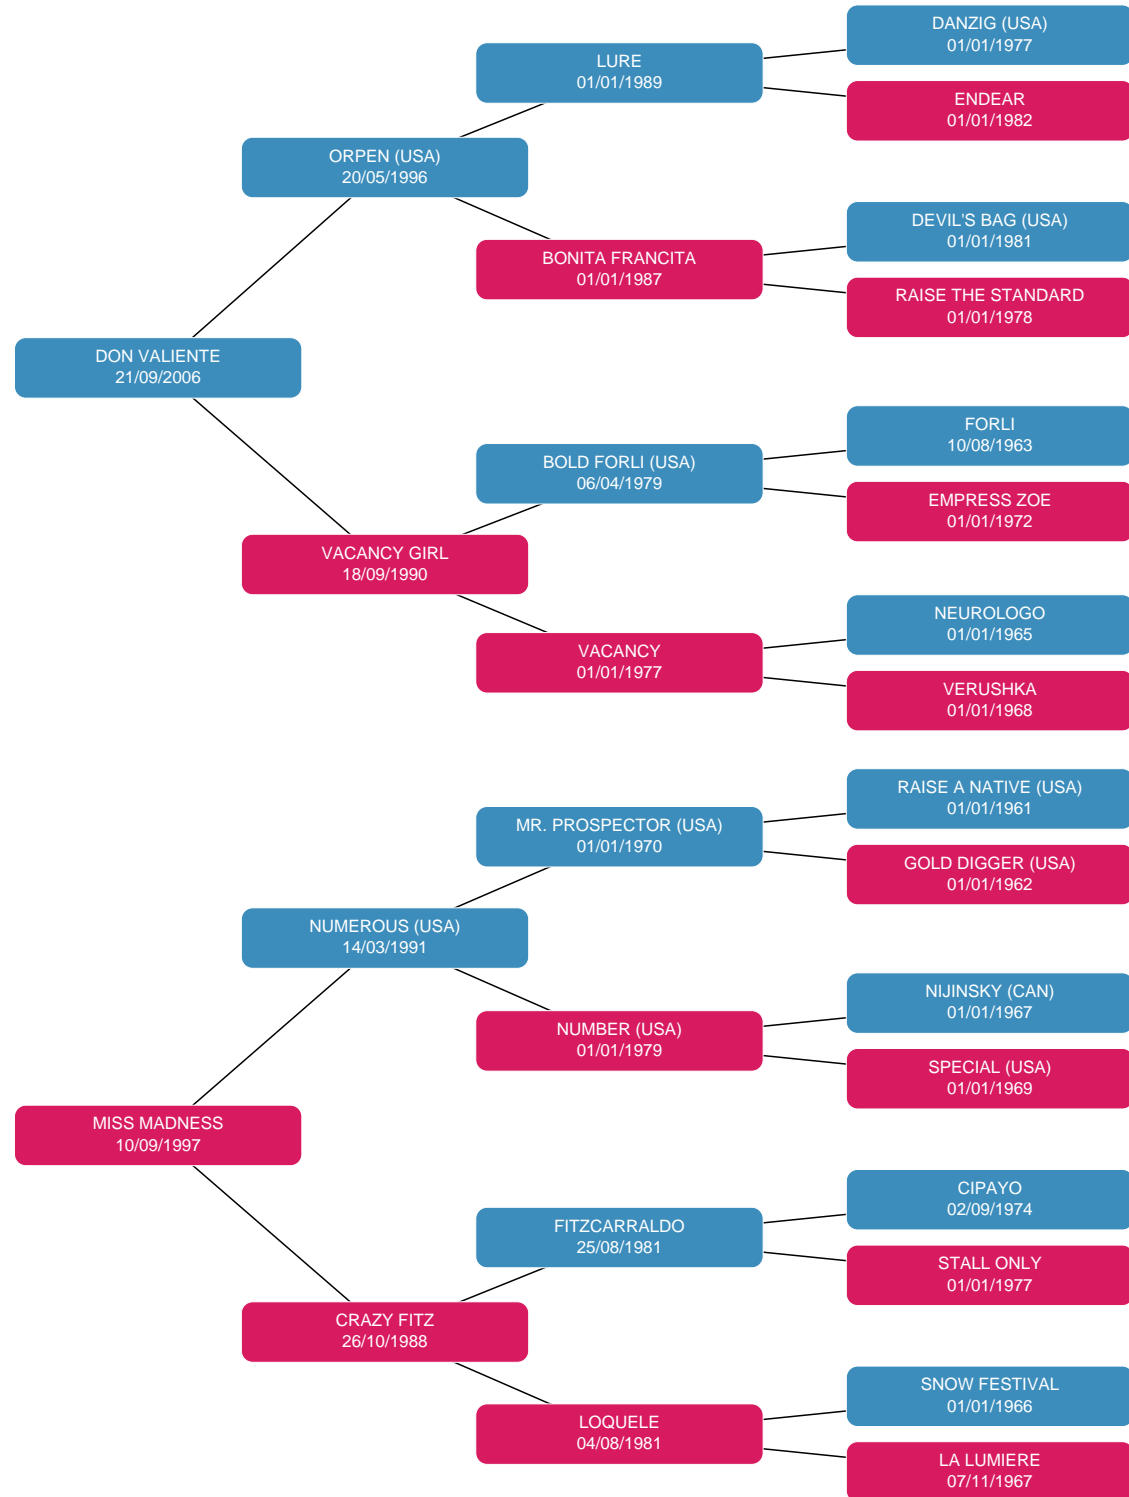 DANZIG (USA)
01/01/1977
LURE
01/01/1989
ENDEAR
01/01/1982
ORPEN (USA)
20/05/1996
DEVIL'S BAG (USA)
01/01/1981
BONITA FRANCITA
01/01/1987
RAISE THE STANDARD
01/01/1978
DON VALIENTE
21/09/2006
FORLI
10/08/1963
BOLD FORLI (USA)
06/04/1979
EMPRESS ZOE
01/01/1972
VACANCY GIRL
18/09/1990
NEUROLOGO
01/01/1965
VACANCY
01/01/1977
VERUSHKA
01/01/1968
RAISE A NATIVE (USA)
01/01/1961
MR. PROSPECTOR (USA)
01/01/1970
GOLD DIGGER (USA)
01/01/1962
NUMEROUS (USA)
14/03/1991
NIJINSKY (CAN)
01/01/1967
NUMBER (USA)
01/01/1979
SPECIAL (USA)
01/01/1969
MISS MADNESS
10/09/1997
CIPAYO
02/09/1974
FITZCARRALDO
25/08/1981
STALL ONLY
01/01/1977
CRAZY FITZ
26/10/1988
SNOW FESTIVAL
01/01/1966
LOQUELE
04/08/1981
LA LUMIERE
07/11/1967